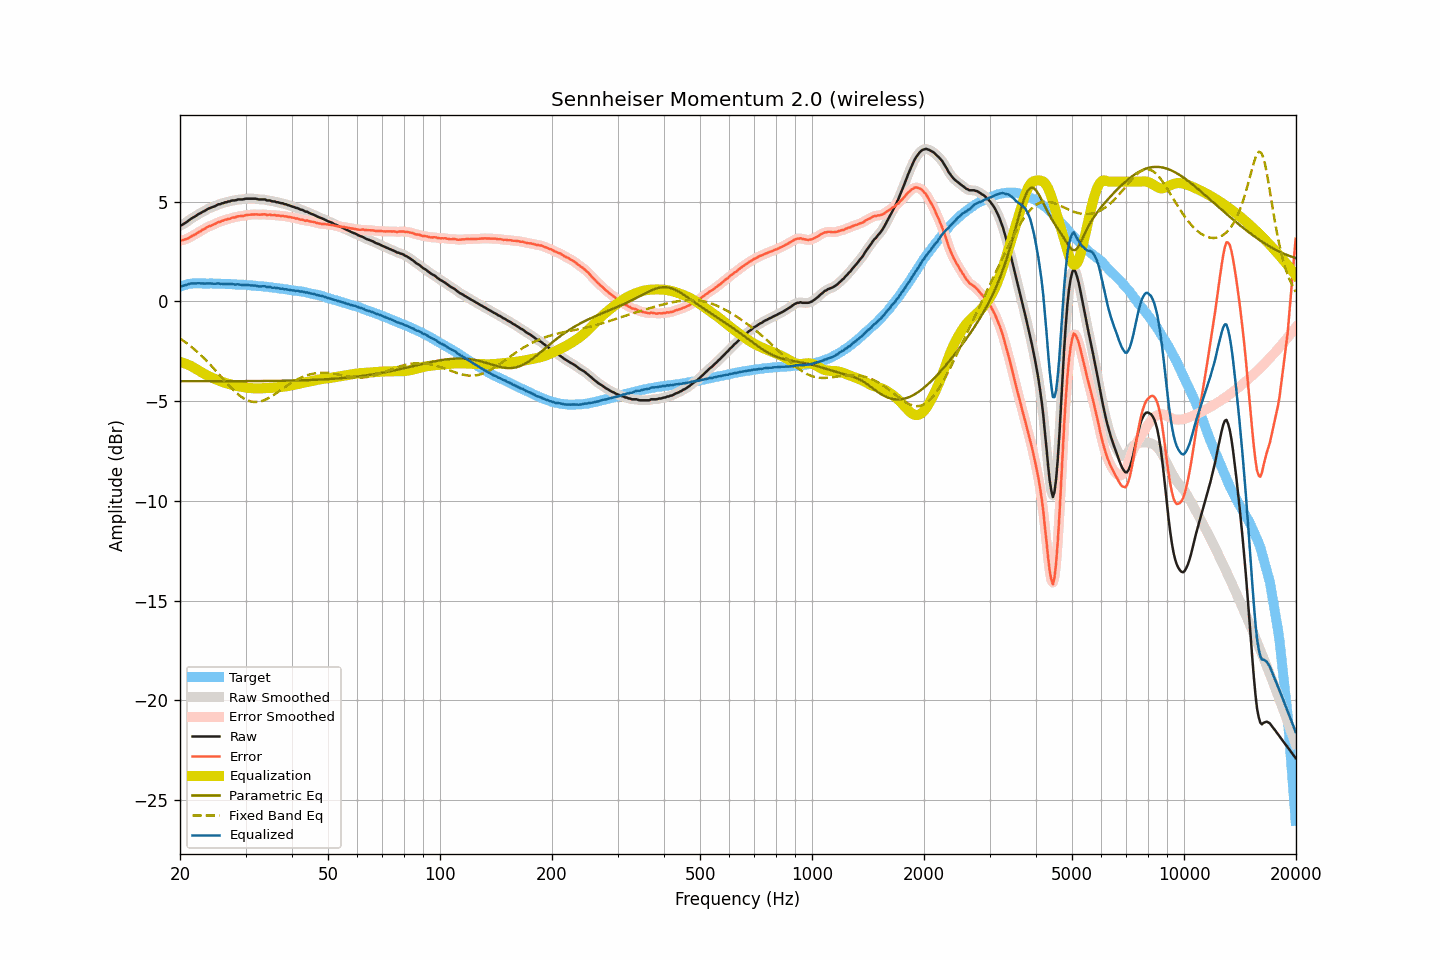 Sennheiser Momentum 2.0 (wireless)
Amplitude (dBr)
5
0
−5
−10
−15
−20
−25
Target
Raw Smoothed
Error Smoothed
Raw
Error
Equalization
Parametric Eq
Fixed Band Eq
Equalized
20 50 100 200 500 1000 2000 5000 10000 20000
Frequency (Hz)